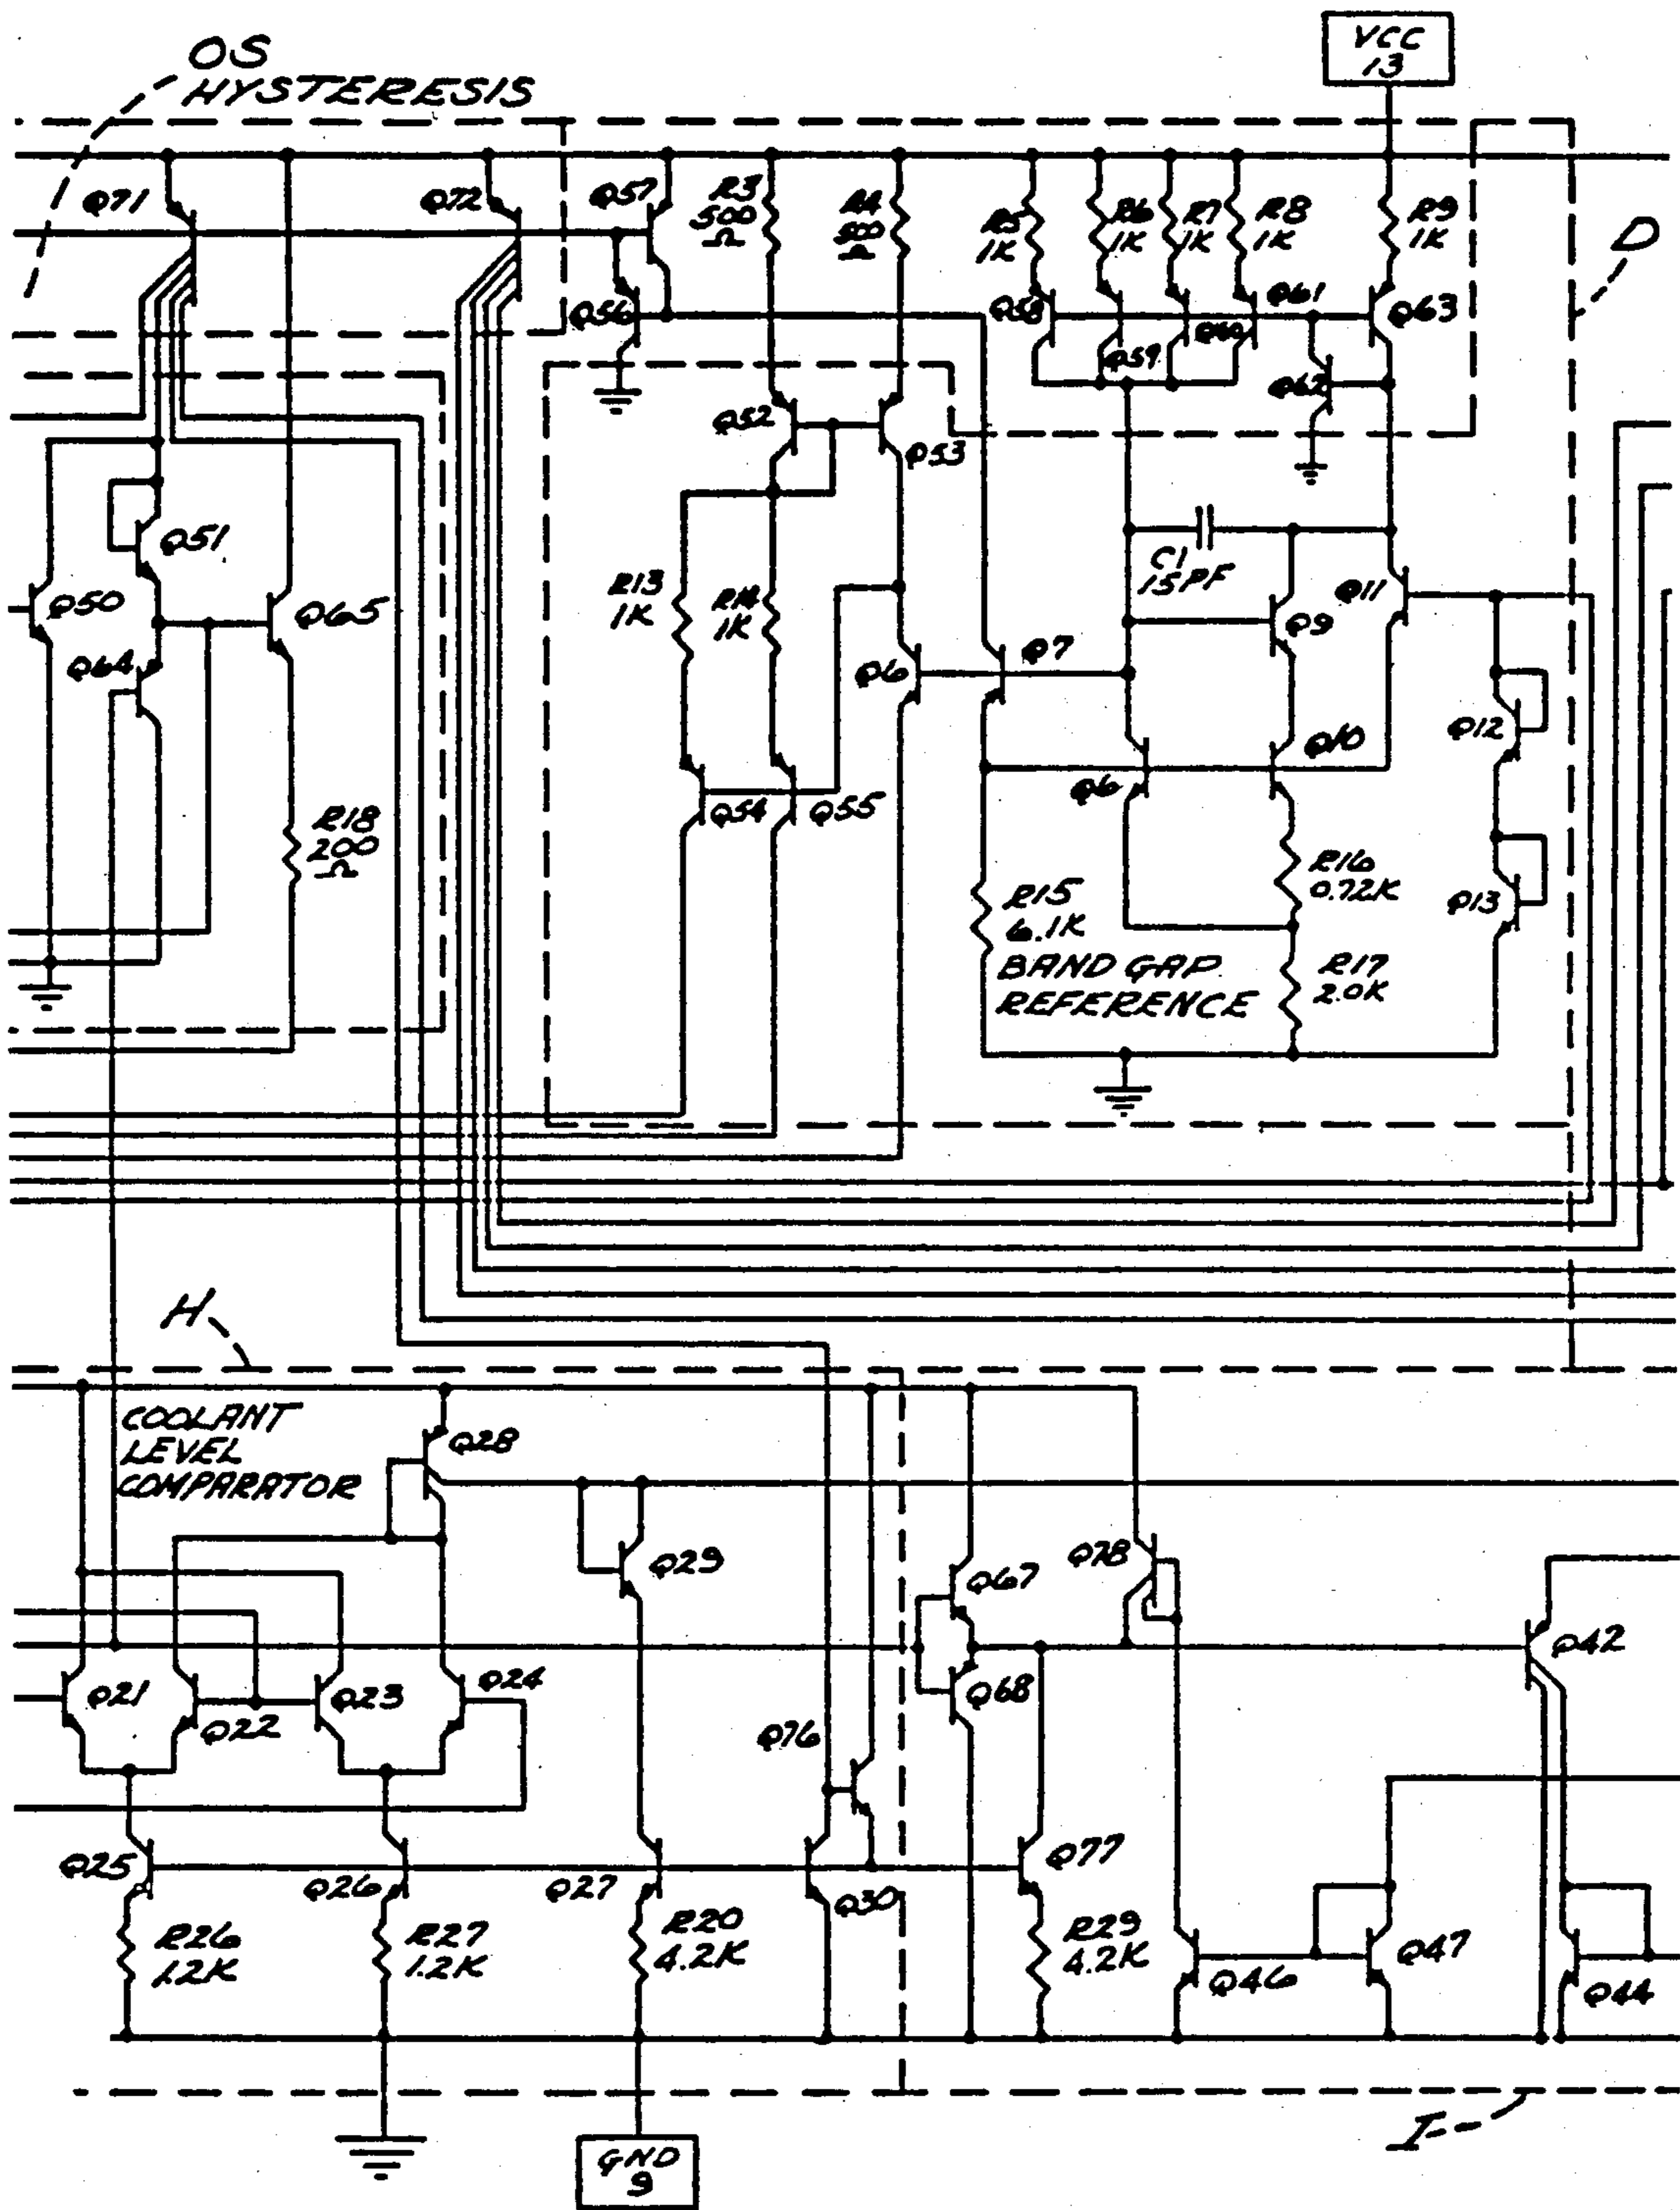 OS
HYSTERESIS
VCC
13
Q71
Q72
Q57
R3
500
Ω
R4
500
Ω
R5
1K
R6
1K
R7
1K
R8
1K
R9
1K
D
Q56
Q58
Q59
Q60
Q61
Q63
Q62
Q52
Q53
Q51
Q50
Q65
Q64
R13
1K
R14
1K
C1
15PF
Q11
Q9
Q6
Q7
Q12
Q10
Q6
Q54
Q55
R18
200
Ω
R16
0.72K
R15
6.1K
Q13
BAND GAP
REFERENCE
R17
2.0K
H
COOLANT
LEVEL
COMPARATOR
Q28
Q29
Q67
Q78
Q42
Q21
Q22
Q23
Q24
Q68
Q76
Q25
Q26
Q27
Q30
Q77
R26
1.2K
R27
1.2K
R20
4.2K
R29
4.2K
Q46
Q47
Q44
I
GND
9